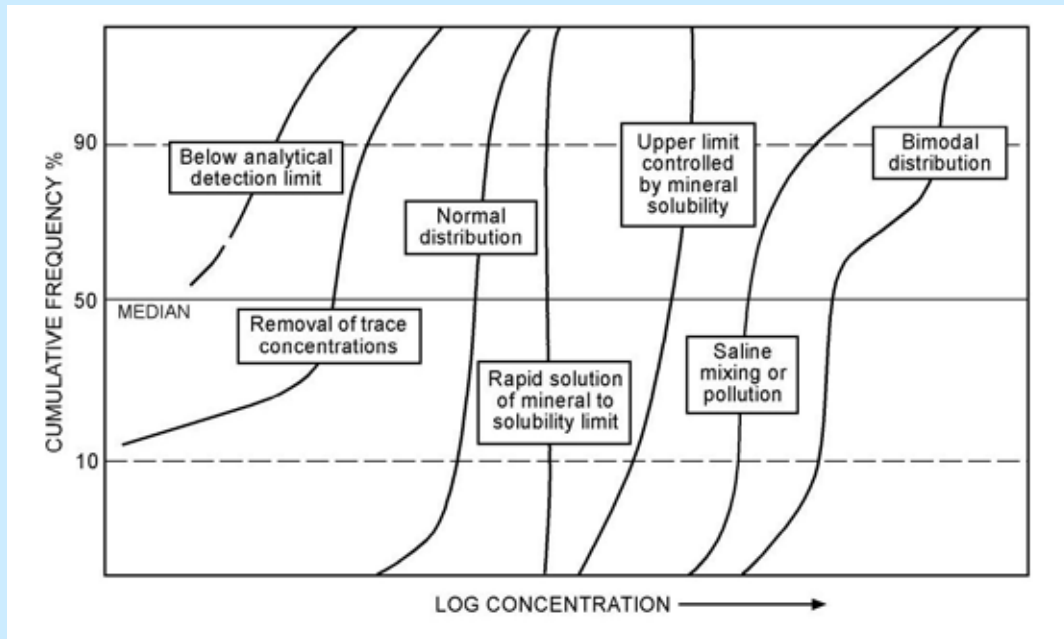 CUMULATIVE FREQUENCY %
90
50
10
MEDIAN
Below analytical
detection limit
Removal of trace
concentrations
Normal
distribution
Rapid solution
of mineral to
solubility limit
Upper limit
controlled
by mineral
solubility
Saline
mixing or
pollution
Bimodal
distribution
LOG CONCENTRATION